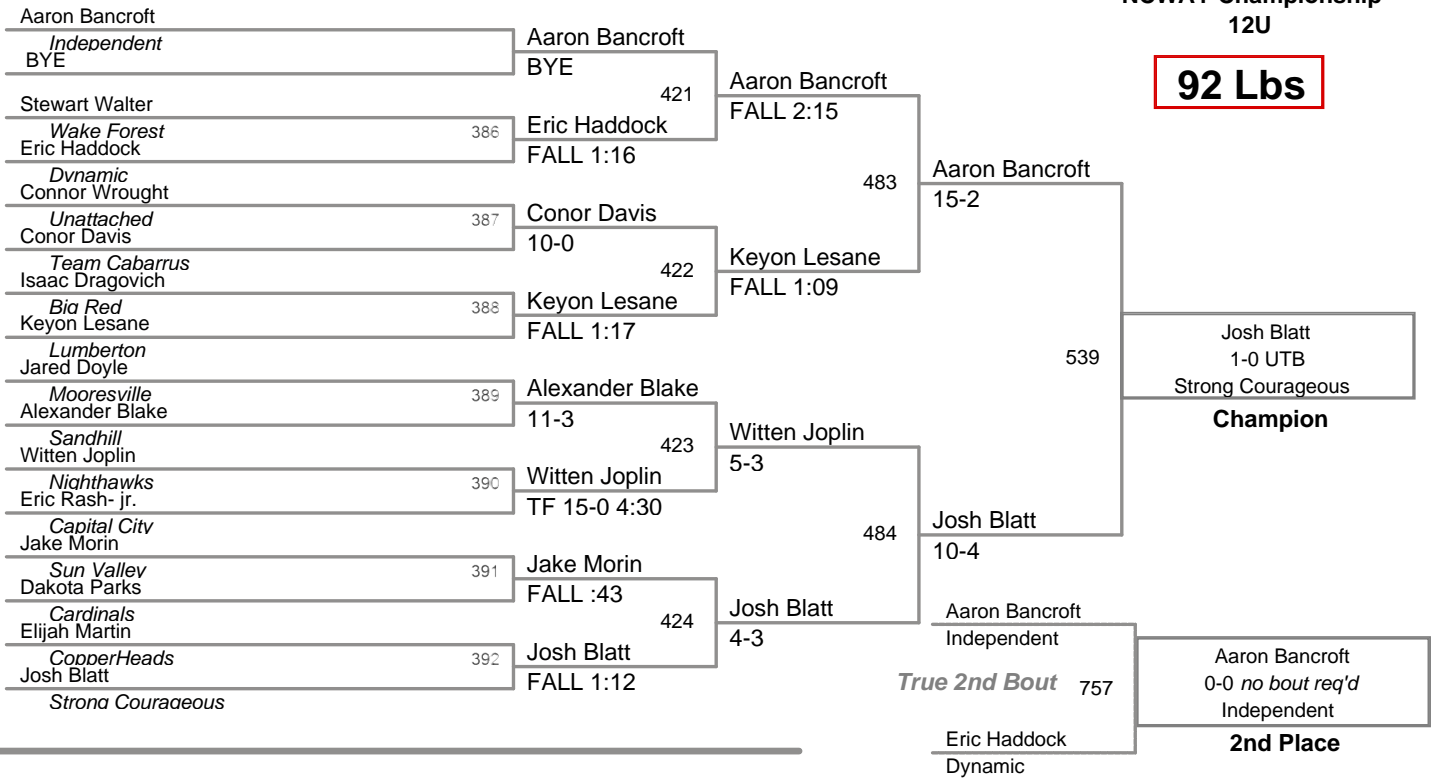 12U
92 Lbs
Aaron Bancroft
Independent
BYE
Stewart Walter
Wake Forest
386
Eric Haddock
Dynamic
Connor Wrought
Unattached
387
Conor Davis
Team Cabarrus
Isaac Dragovich
Big Red
388
Keyon Lesane
Lumberton
Jared Doyle
Mooresville
389
Alexander Blake
Sandhill
Witten Joplin
Nighthawks
390
Eric Rash- jr.
Capital City
Jake Morin
Sun Valley
391
Dakota Parks
Cardinals
Elijah Martin
CopperHeads
392
Josh Blatt
Strong Courageous
Aaron Bancroft
BYE
421
Eric Haddock
FALL 1:16
Conor Davis
10-0
422
Keyon Lesane
FALL 1:17
Alexander Blake
11-3
423
Witten Joplin
TF 15-0 4:30
Jake Morin
FALL :43
424
Josh Blatt
FALL 1:12
Aaron Bancroft
FALL 2:15
483
Keyon Lesane
FALL 1:09
Witten Joplin
5-3
484
Josh Blatt
4-3
Aaron Bancroft
15-2
539
Josh Blatt
10-4
Josh Blatt
1-0 UTB
Strong Courageous
Champion
Aaron Bancroft
Independent
True 2nd Bout 757
Eric Haddock
Dynamic
Aaron Bancroft
0-0 no bout req'd
Independent
2nd Place